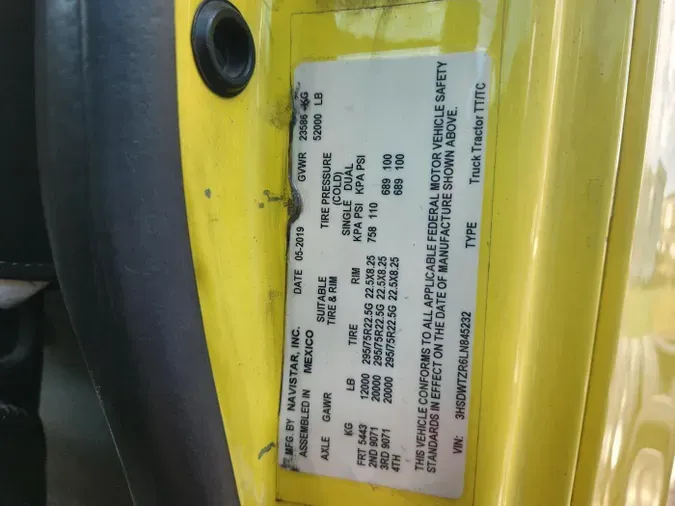 MFG. BY NAVISTAR, INC. DATE 05-2019 GVWR 23586 KG
ASSEMBLED IN MEXICO 52000 LB
SUITABLE TIRE PRESSURE
AXLE GAWR TIRE & RIM (COLD)
SINGLE DUAL
KG LB TIRE RIM KPA PSI KPA PSI
FRT 5443 12000 295/75R22.5G 22.5X8.25 758 110
2ND 9071 20000 295/75R22.5G 22.5X8.25 689 100
3RD 9071 20000 295/75R22.5G 22.5X8.25 689 100
4TH
THIS VEHICLE CONFORMS TO ALL APPLICABLE FEDERAL MOTOR VEHICLE SAFETY
STANDARDS IN EFFECT ON THE DATE OF MANUFACTURE SHOWN ABOVE.
VIN: 3HSDWTZR6LN845232 TYPE Truck Tractor TT/TC